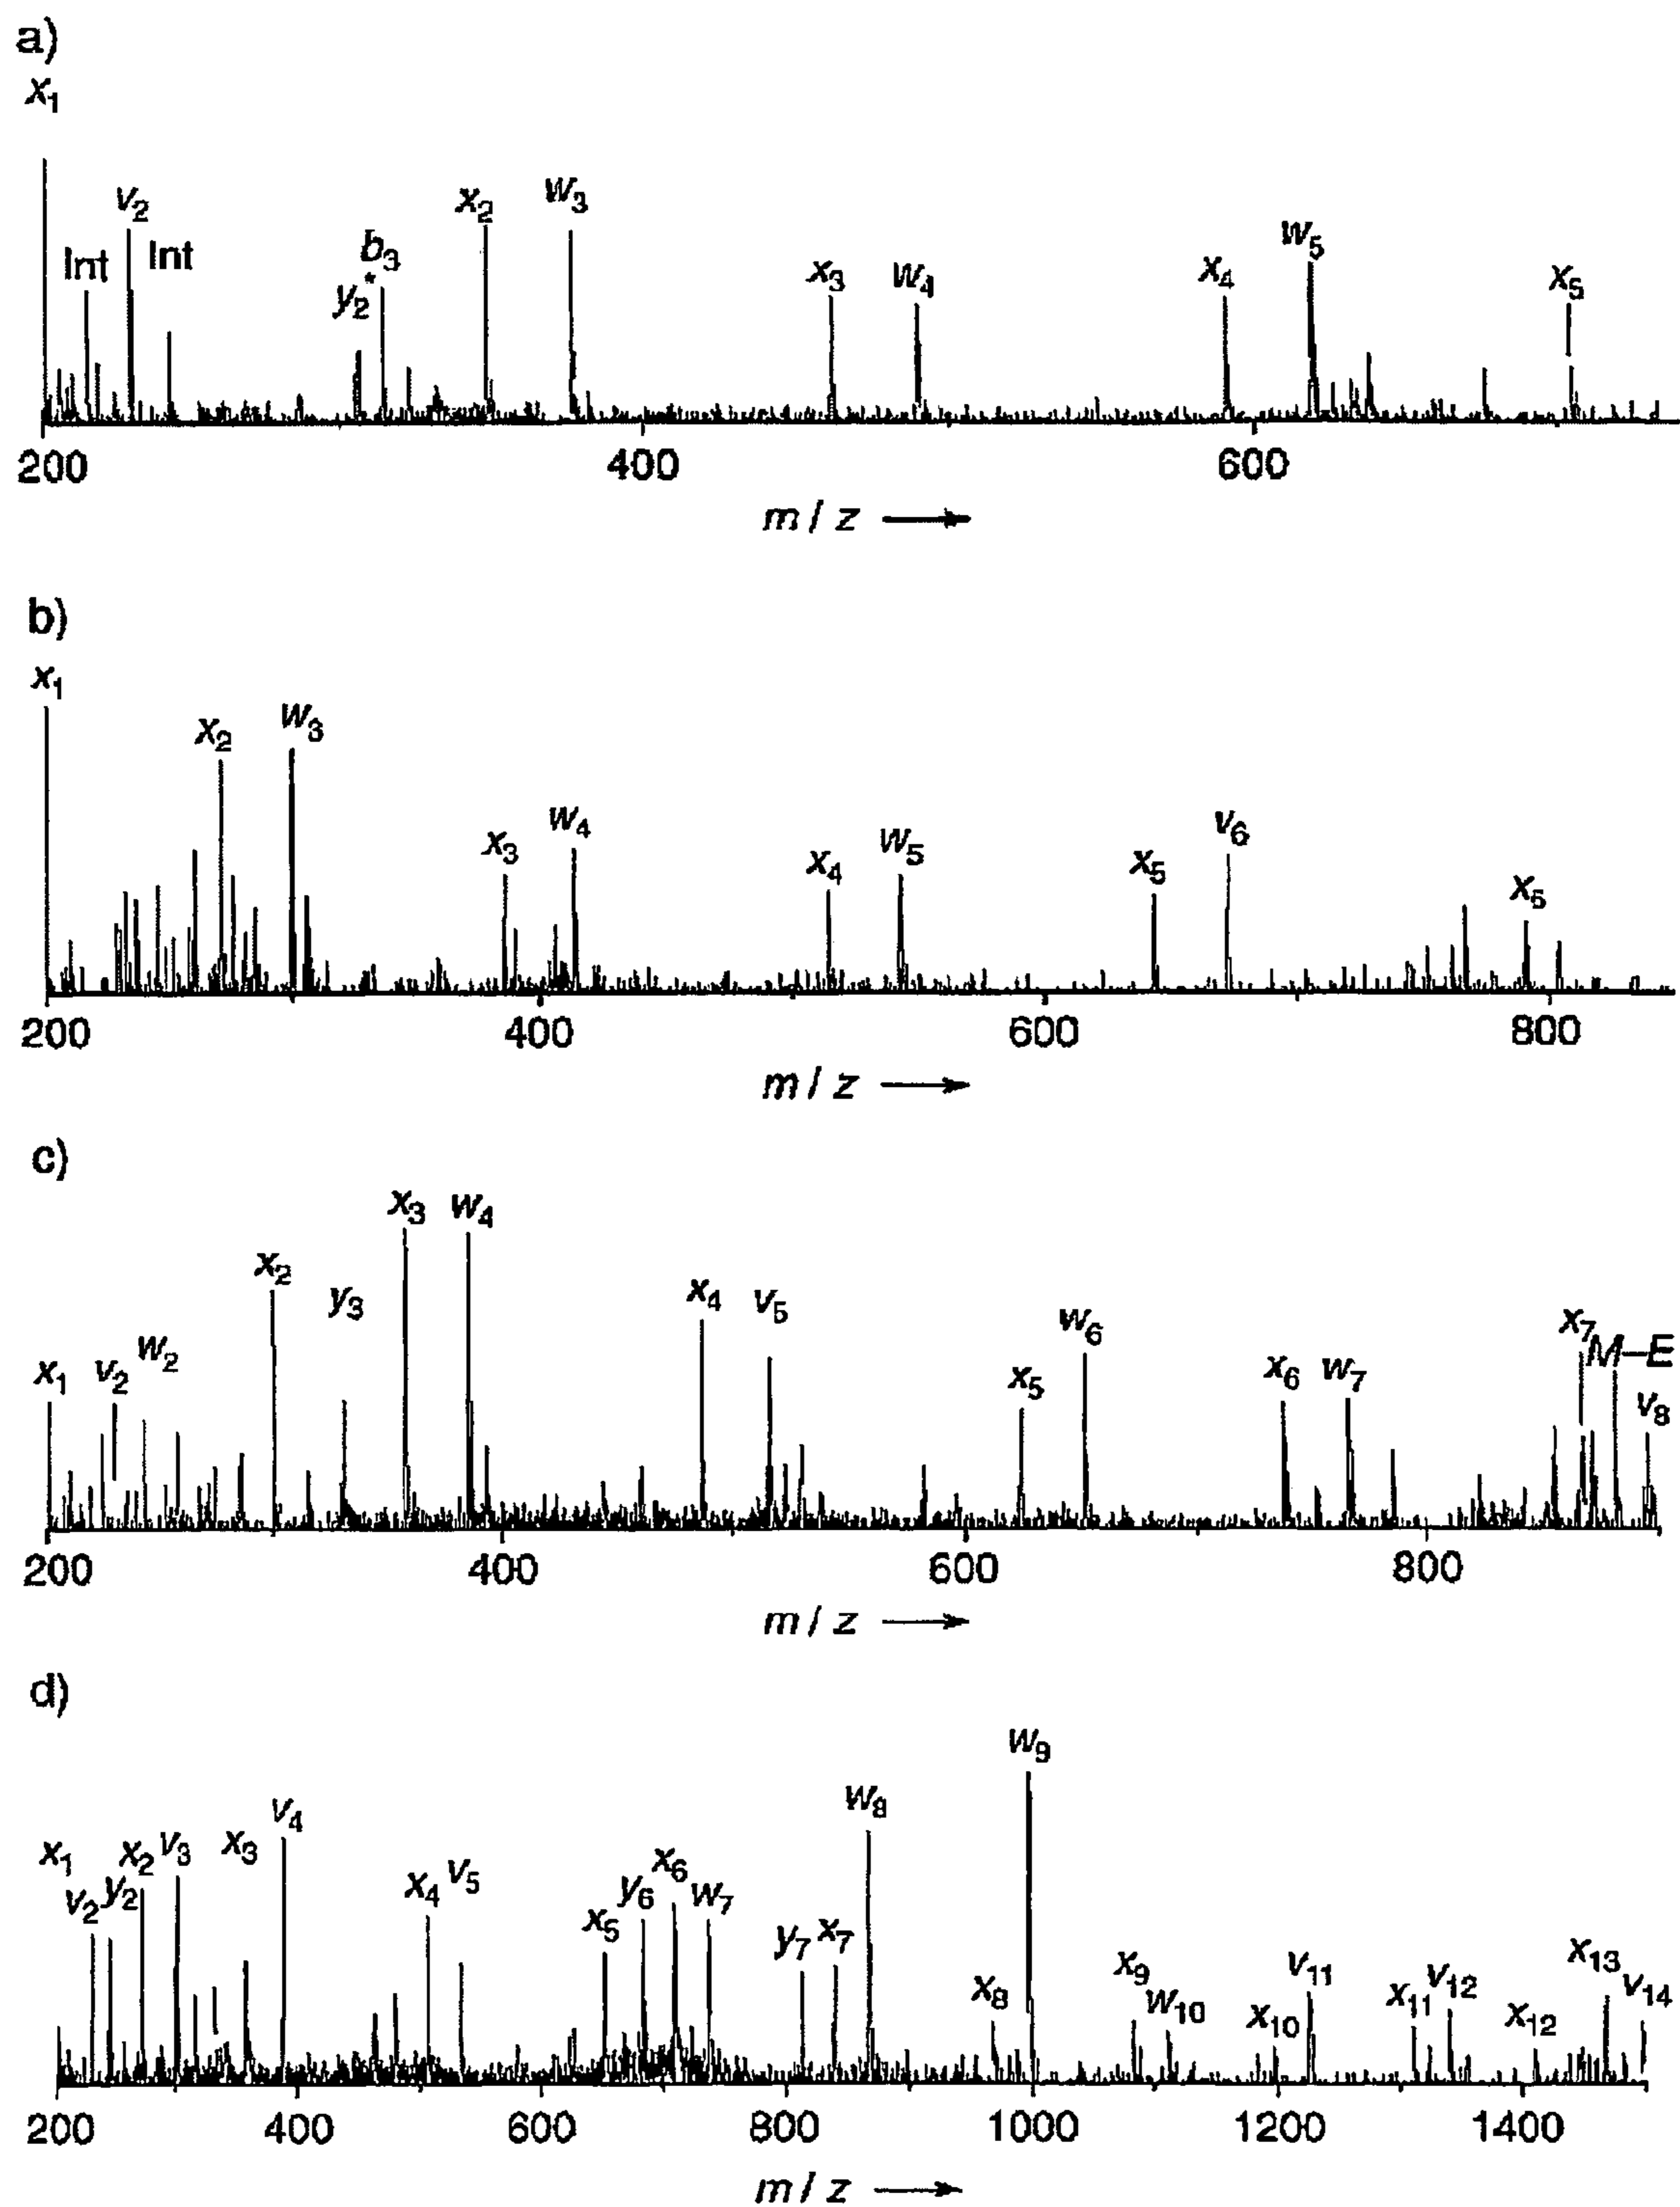 a)
x₁
v₂
Int
Int
y₂*
b₃
x₂
w₃
x₃
w₄
x₄
w₅
x₅
200 400 600
m / z
b)
x₁
x₂
w₃
x₃
w₄
x₄
w₅
x₅
v₆
x₆
200 400 600 800
m / z
c)
x₁
v₂
w₂
x₂
y₃
x₃
w₄
x₄
v₅
x₅
w₆
x₆
w₇
x₇
M–E
v₈
200 400 600 800
m / z
d)
x₁
v₂
y₂
x₂
v₃
x₃
v₄
x₄
v₅
x₅
y₆
x₆
w₇
y₇
x₇
w₈
x₈
w₉
x₉
w₁₀
x₁₀
v₁₁
x₁₁
v₁₂
x₁₂
x₁₃
v₁₄
200 400 600 800 1000 1200 1400
m / z